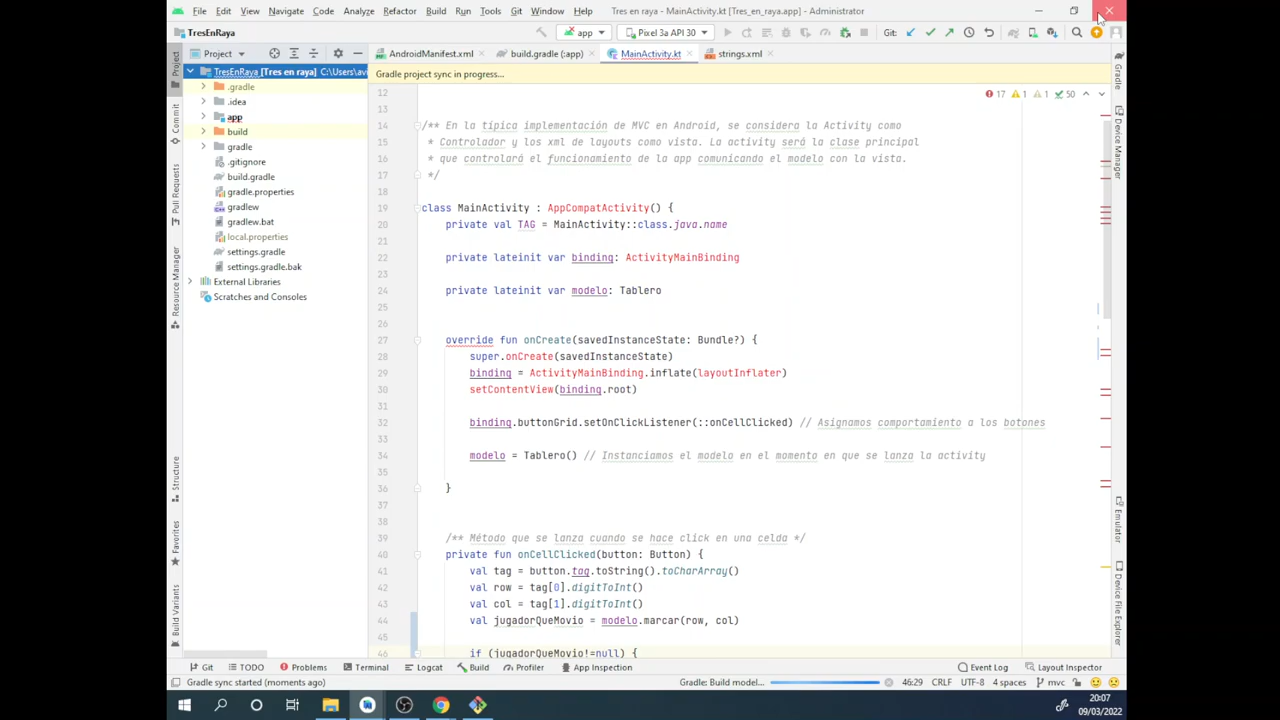 File Edit View Navigate Code Analyze Refactor Build Run Tools Git Window Help Tres en raya - MainActivity.kt [Tres_en_raya.app] - Administrator
TresEnRaya
app
Pixel 3a API 30
Git:
Project
AndroidManifest.xml
build.gradle (:app)
MainActivity.kt
strings.xml
TresEnRaya [Tres en raya] C:\Users\avi
.gradle
.idea
app
build
gradle
.gitignore
build.gradle
gradle.properties
gradlew
gradlew.bat
local.properties
settings.gradle
settings.gradle.bak
External Libraries
Scratches and Consoles
Project
Commit
Pull Requests
Resource Manager
Structure
Favorites
Build Variants
Gradle project sync in progress...
17 1 1 50
12
13
14 /** En la típica implementación de MVC en Android, se considera la Activity como
15 * Controlador y los xml de layouts como vista. La activity será la clase principal
16 * que controlará el funcionamiento de la app comunicando el modelo con la vista.
17 */
18
19 class MainActivity : AppCompatActivity() {
20 private val TAG = MainActivity::class.java.name
21
22 private lateinit var binding: ActivityMainBinding
23
24 private lateinit var modelo: Tablero
25
26
27 override fun onCreate(savedInstanceState: Bundle?) {
28 super.onCreate(savedInstanceState)
29 binding = ActivityMainBinding.inflate(layoutInflater)
30 setContentView(binding.root)
31
32 binding.buttonGrid.setOnClickListener(::onCellClicked) // Asignamos comportamiento a los botones
33
34 modelo = Tablero() // Instanciamos el modelo en el momento en que se lanza la activity
35
36 }
37
38
39 /** Método que se lanza cuando se hace click en una celda */
40 private fun onCellClicked(button: Button) {
41 val tag = button.tag.toString().toCharArray()
42 val row = tag[0].digitToInt()
43 val col = tag[1].digitToInt()
44 val jugadorQueMovio = modelo.marcar(row, col)
45
46 if (jugadorQueMovio!=null) {
Gradle
Device Manager
Emulator
Device File Explorer
Git TODO Problems Terminal Logcat Build Profiler App Inspection Event Log Layout Inspector
Gradle sync started (moments ago) Gradle: Build model... 46:29 CRLF UTF-8 4 spaces mvc
20:07
09/03/2022